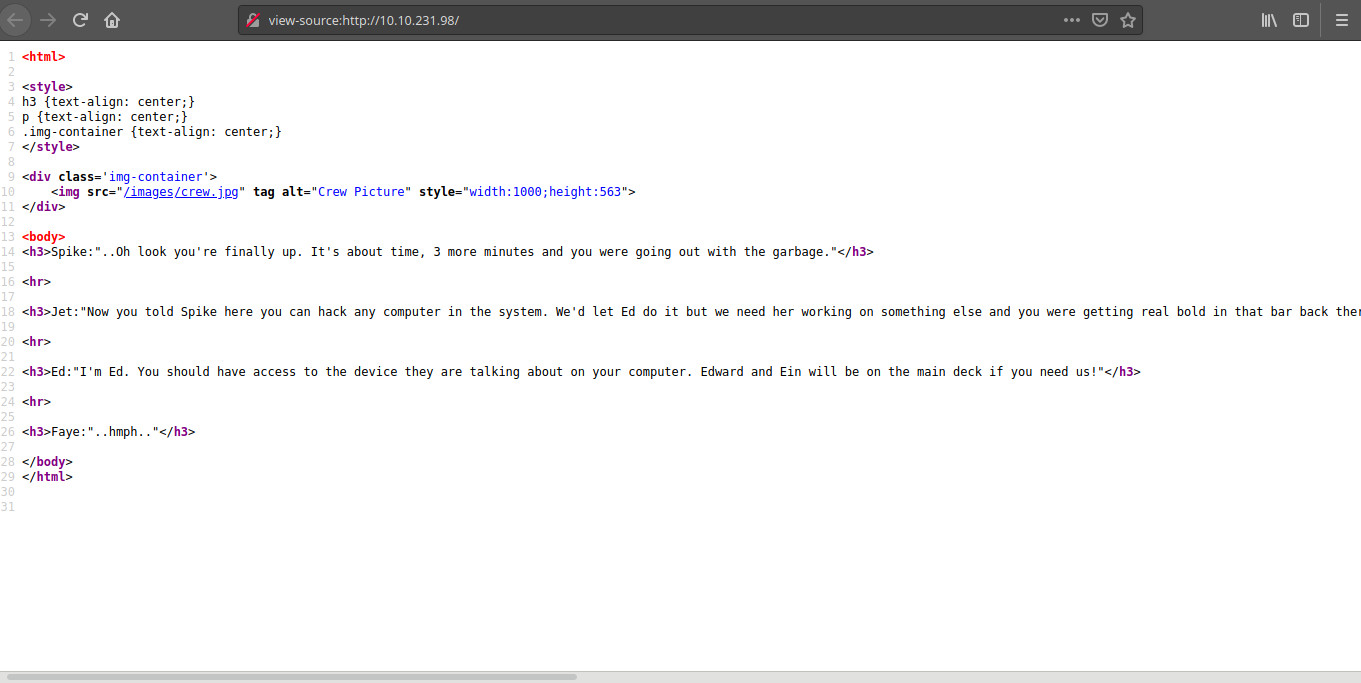 view-source:http://10.10.231.98/
1 <html>
2
3 <style>
4 h3 {text-align: center;}
5 p {text-align: center;}
6 .img-container {text-align: center;}
7 </style>
8
9 <div class='img-container'>
10 <img src="/images/crew.jpg" tag alt="Crew Picture" style="width:1000;height:563">
11 </div>
12
13 <body>
14 <h3>Spike:"..Oh look you're finally up. It's about time, 3 more minutes and you were going out with the garbage."</h3>
15
16 <hr>
17
18 <h3>Jet:"Now you told Spike here you can hack any computer in the system. We'd let Ed do it but we need her working on something else and you were getting real bold in that bar back
19
20 <hr>
21
22 <h3>Ed:"I'm Ed. You should have access to the device they are talking about on your computer. Edward and Ein will be on the main deck if you need us!"</h3>
23
24 <hr>
25
26 <h3>Faye:"..hmph.."</h3>
27
28 </body>
29 </html>
30
31